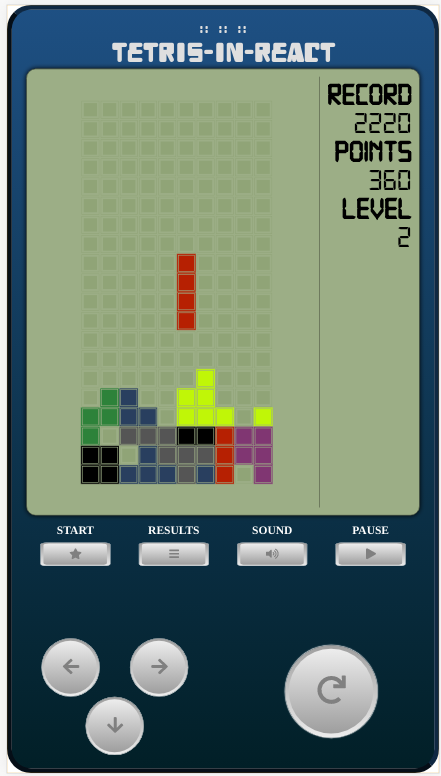 TETRIS-IN-REACT
RECORD
2220
POINTS
360
LEVEL
2
START RESULTS SOUND PAUSE